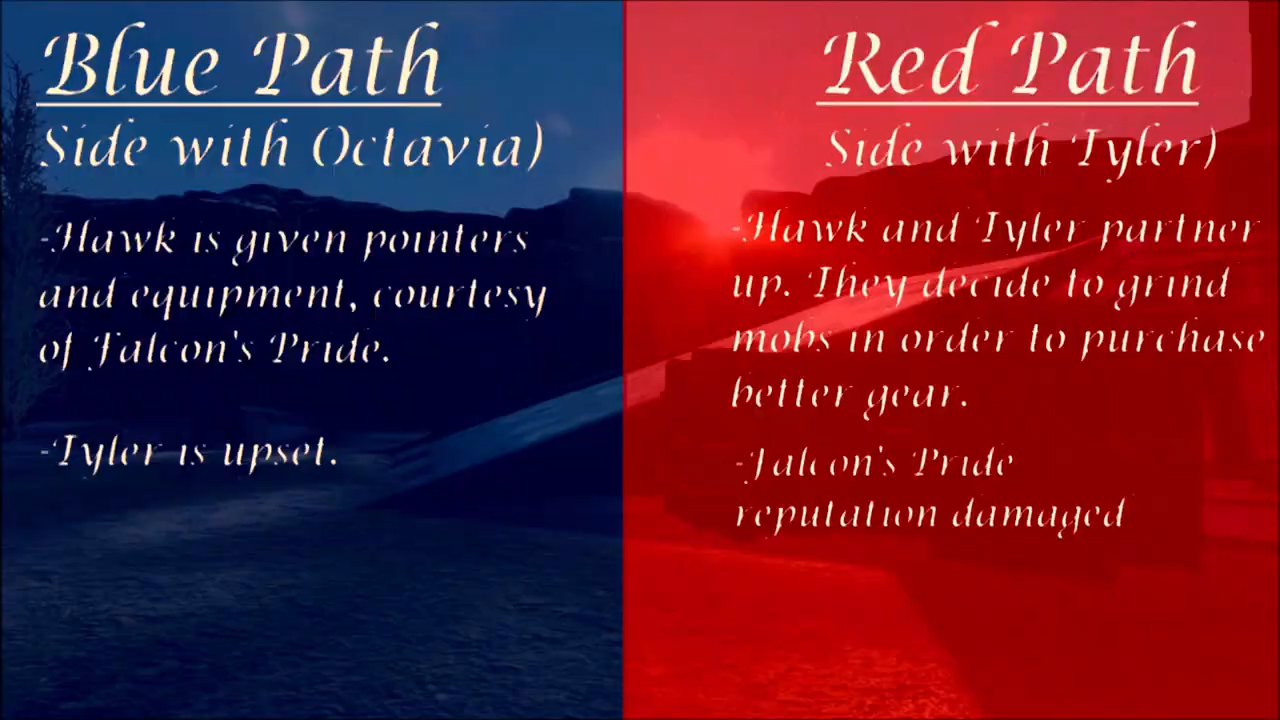 Blue Path
Side with Octavia)
-Hawk is given pointers
and equipment, courtesy
of Falcon's Pride.
-Tyler is upset.
Red Path
Side with Tyler)
-Hawk and Tyler partner
up. They decide to grind
mobs in order to purchase
better gear.
-Falcon's Pride
reputation damaged